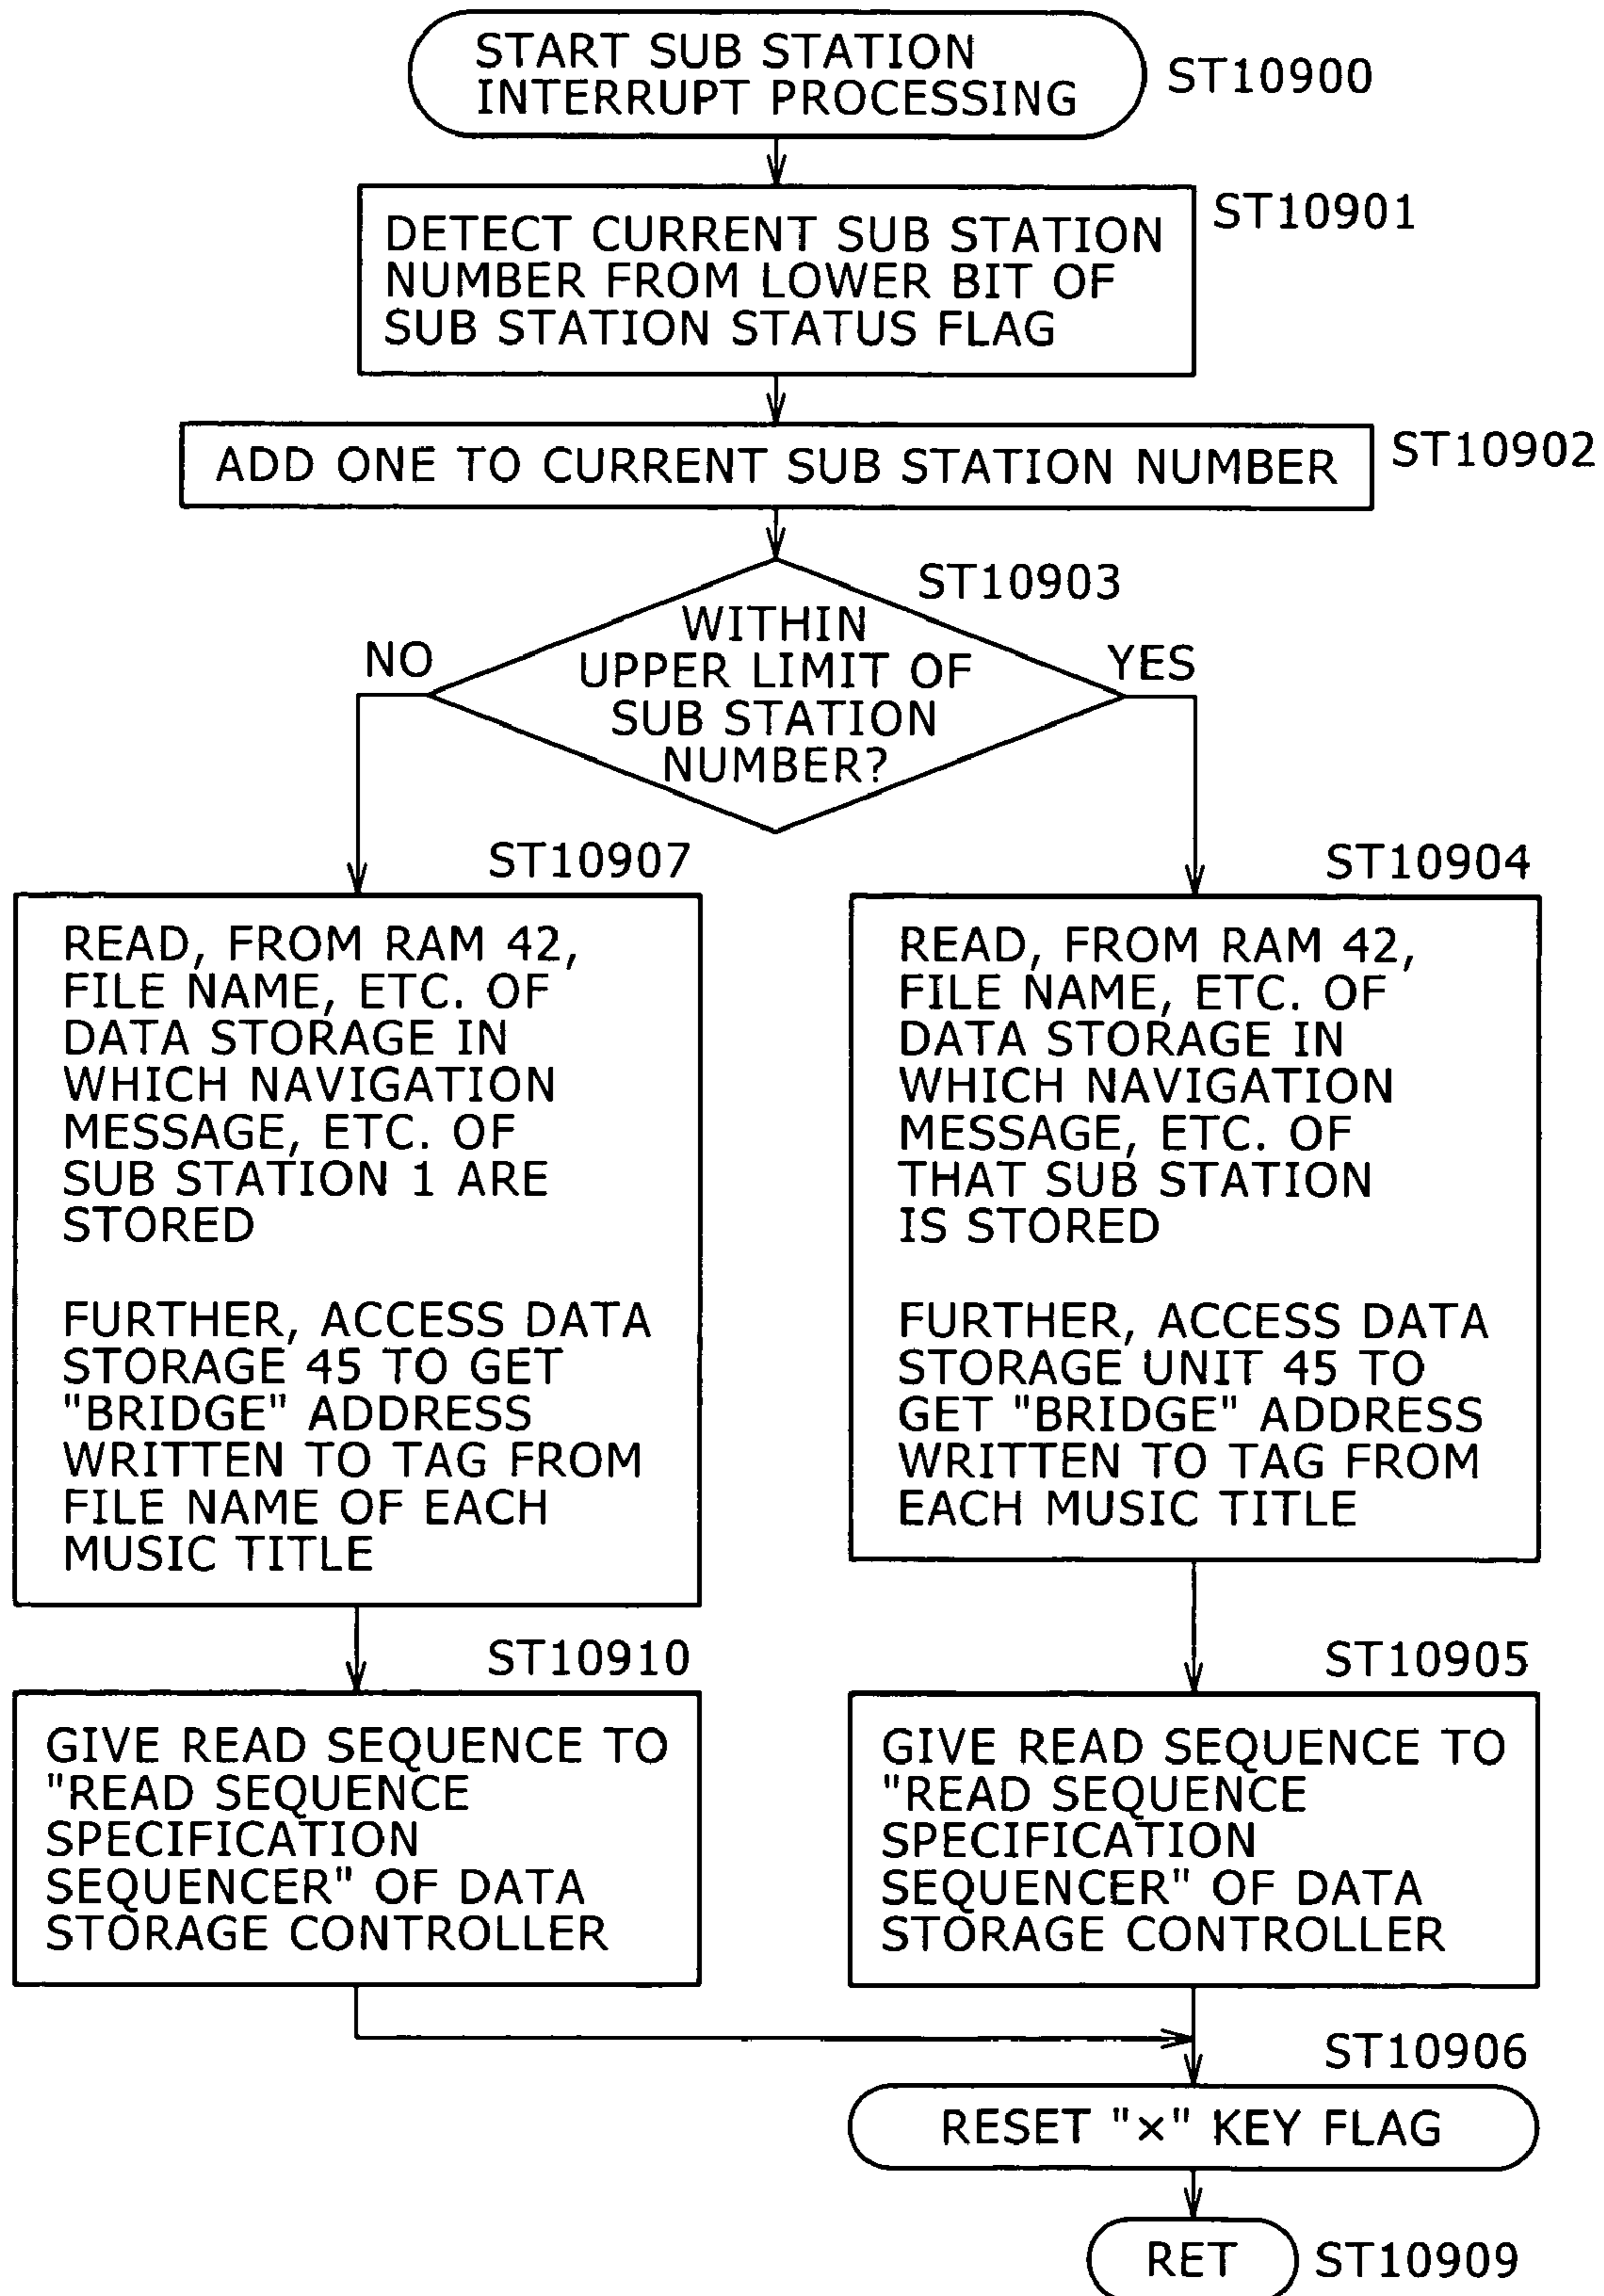 START SUB STATION
INTERRUPT PROCESSING
ST10900
DETECT CURRENT SUB STATION
NUMBER FROM LOWER BIT OF
SUB STATION STATUS FLAG
ST10901
ADD ONE TO CURRENT SUB STATION NUMBER
ST10902
ST10903
WITHIN
UPPER LIMIT OF
SUB STATION
NUMBER?
NO
YES
ST10907
READ, FROM RAM 42,
FILE NAME, ETC. OF
DATA STORAGE IN
WHICH NAVIGATION
MESSAGE, ETC. OF
SUB STATION 1 ARE
STORED
FURTHER, ACCESS DATA
STORAGE 45 TO GET
"BRIDGE" ADDRESS
WRITTEN TO TAG FROM
FILE NAME OF EACH
MUSIC TITLE
ST10904
READ, FROM RAM 42,
FILE NAME, ETC. OF
DATA STORAGE IN
WHICH NAVIGATION
MESSAGE, ETC. OF
THAT SUB STATION
IS STORED
FURTHER, ACCESS DATA
STORAGE UNIT 45 TO
GET "BRIDGE" ADDRESS
WRITTEN TO TAG FROM
EACH MUSIC TITLE
ST10910
GIVE READ SEQUENCE TO
"READ SEQUENCE
SPECIFICATION
SEQUENCER" OF DATA
STORAGE CONTROLLER
ST10905
GIVE READ SEQUENCE TO
"READ SEQUENCE
SPECIFICATION
SEQUENCER" OF DATA
STORAGE CONTROLLER
ST10906
RESET "×" KEY FLAG
RET
ST10909